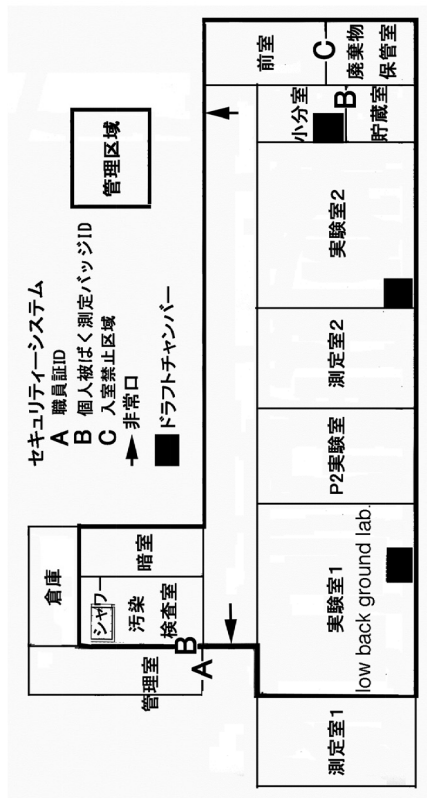 セキュリティーシステム
A 職員証ID
B 個人被ばく測定バッジID
C 入室禁止区域
非常口
ドラフトチャンバー
管理区域
倉庫
シャワー
汚染
検査室
暗室
管理室
A
B
測定室1
実験室1
low back ground lab.
P2実験室
測定室2
実験室2
小分室
B
貯蔵室
前室
C
廃棄物
保管室